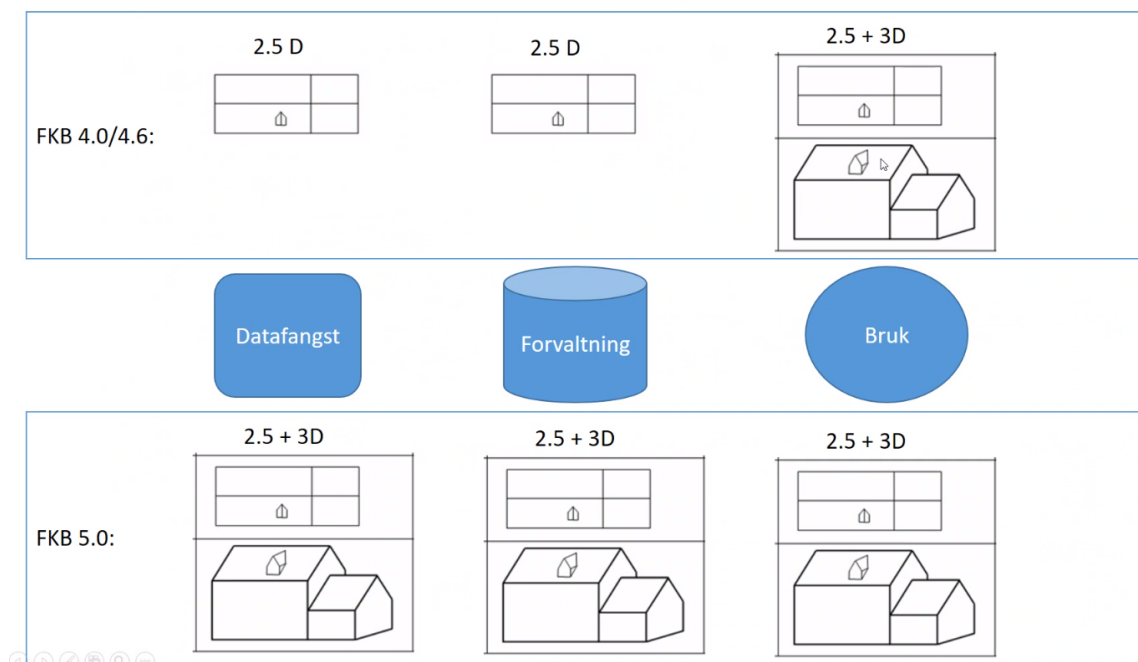 2.5 D
2.5 D
2.5 + 3D
FKB 4.0/4.6:
Datafangst
Forvaltning
Bruk
2.5 + 3D
2.5 + 3D
2.5 + 3D
FKB 5.0: